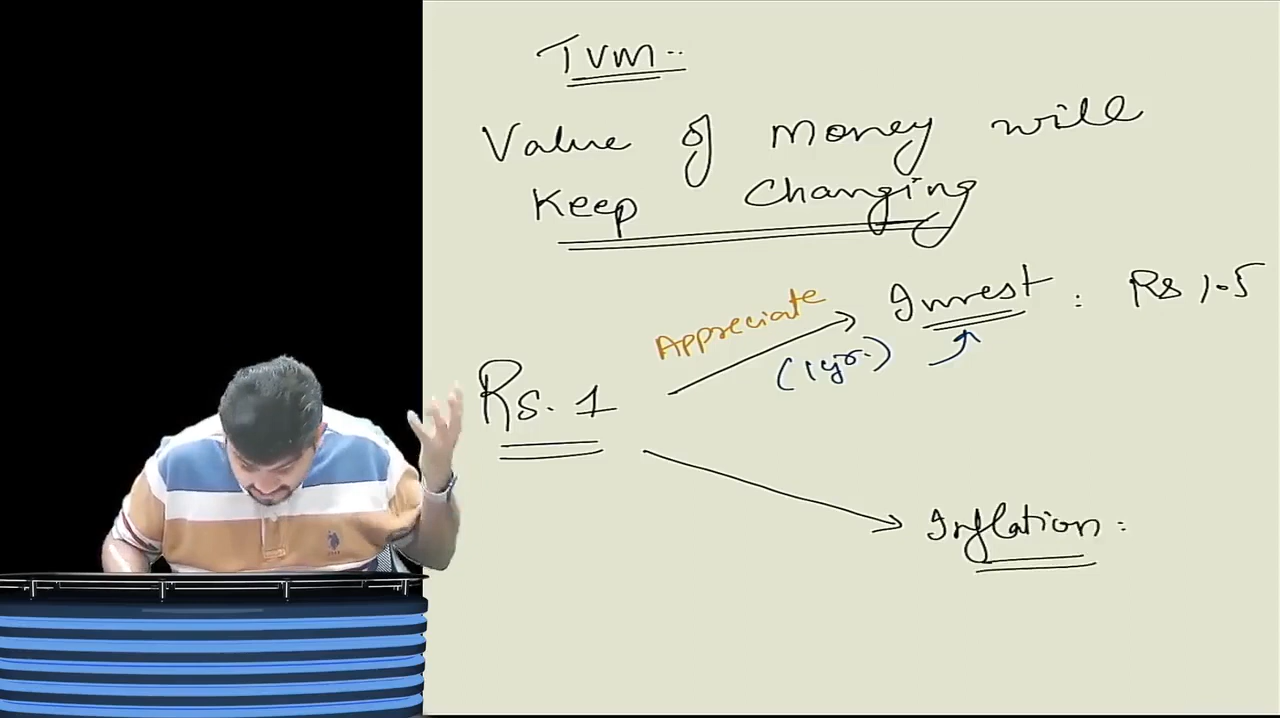 TVM..
Value of Money will
Keep Changing
Appreciate
Invest : Rs 1.5
(1yr.)
Rs. 1
Inflation :